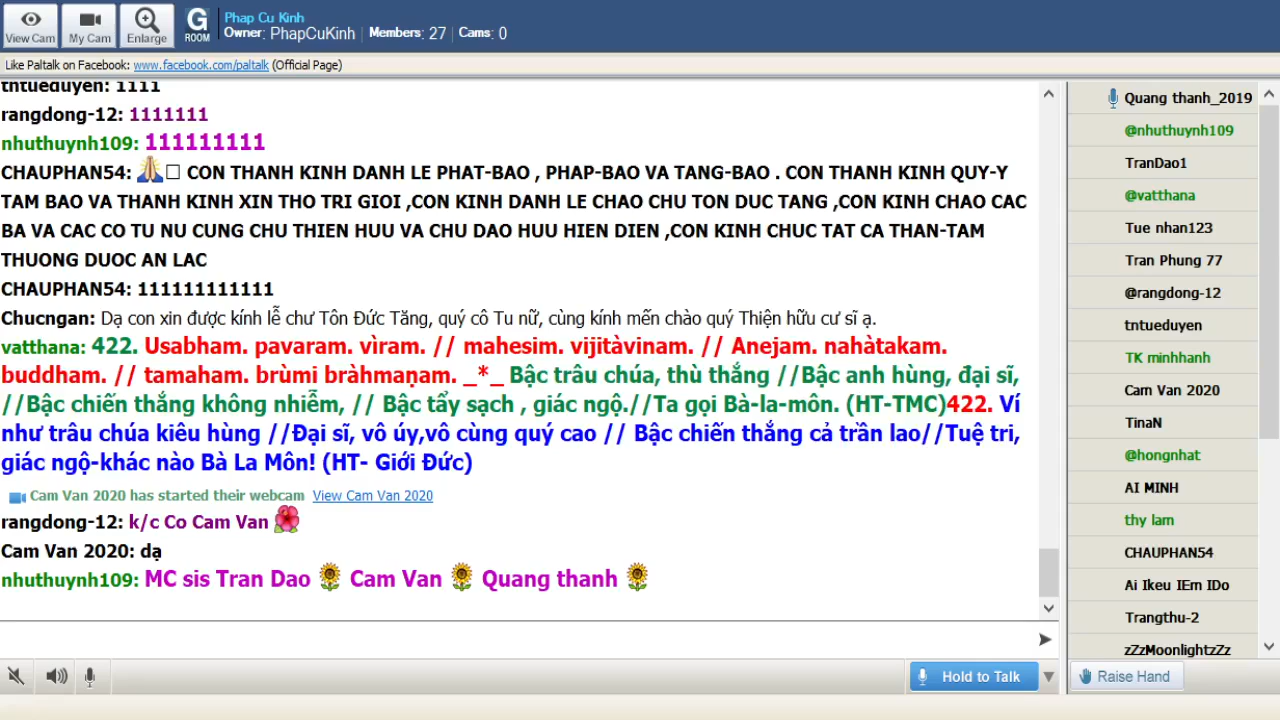 View Cam
My Cam
Enlarge
G
ROOM
Phap Cu Kinh
Owner: PhapCuKinh | Members: 27 | Cams: 0
Like Paltalk on Facebook: www.facebook.com/paltalk (Official Page)
tntueduyen: 1111
rangdong-12: 1111111
nhuthuynh109: 111111111
CHAUPHAN54: 🙏□ CON THANH KINH DANH LE PHAT-BAO , PHAP-BAO VA TANG-BAO . CON THANH KINH QUY-Y
TAM BAO VA THANH KINH XIN THO TRI GIOI ,CON KINH DANH LE CHAO CHU TON DUC TANG ,CON KINH CHAO CAC
BA VA CAC CO TU NU CUNG CHU THIEN HUU VA CHU DAO HUU HIEN DIEN ,CON KINH CHUC TAT CA THAN-TAM
THUONG DUOC AN LAC
CHAUPHAN54: 111111111111
Chucngan: Dạ con xin được kính lễ chư Tôn Đức Tăng, quý cô Tu nữ, cùng kính mến chào quý Thiện hữu cư sĩ ạ.
vatthana: 422. Usabham. pavaram. vìram. // mahesim. vijitàvinam. // Anejam. nahàtakam.
buddham. // tamaham. brùmi bràhmaṇam. _*_ Bậc trâu chúa, thù thắng //Bậc anh hùng, đại sĩ,
//Bậc chiến thắng không nhiễm, // Bậc tẩy sạch , giác ngộ.//Ta gọi Bà-la-môn. (HT-TMC)422. Ví
như trâu chúa kiêu hùng //Đại sĩ, vô úy,vô cùng quý cao // Bậc chiến thắng cả trần lao//Tuệ tri,
giác ngộ-khác nào Bà La Môn! (HT- Giới Đức)
Cam Van 2020 has started their webcam View Cam Van 2020
rangdong-12: k/c Co Cam Van 🌺
Cam Van 2020: dạ
nhuthuynh109: MC sis Tran Dao 🌻 Cam Van 🌻 Quang thanh 🌻
Hold to Talk
Quang thanh_2019
@nhuthuynh109
TranDao1
@vatthana
Tue nhan123
Tran Phung 77
@rangdong-12
tntueduyen
TK minhhanh
Cam Van 2020
TinaN
@hongnhat
AI MINH
thy lam
CHAUPHAN54
Ai Ikeu IEm IDo
Trangthu-2
zZzMoonlightzZz
Raise Hand